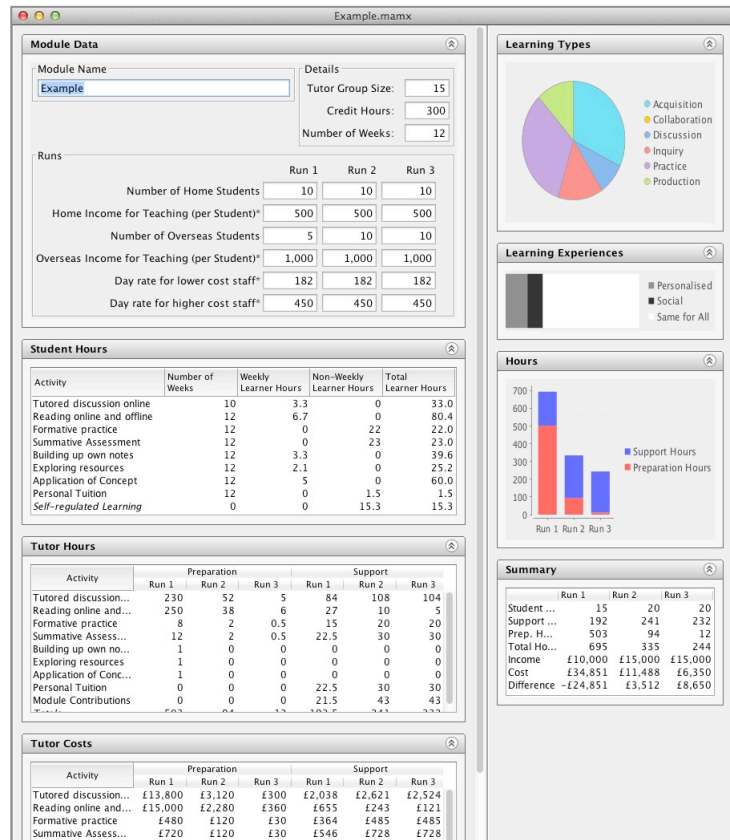 Example.mamx
Module Data
Module Name
Example
Details
Tutor Group Size: 15
Credit Hours: 300
Number of Weeks: 12
Runs
Run 1 Run 2 Run 3
Number of Home Students 10 10 10
Home Income for Teaching (per Student)* 500 500 500
Number of Overseas Students 5 10 10
Overseas Income for Teaching (per Student)* 1,000 1,000 1,000
Day rate for lower cost staff* 182 182 182
Day rate for higher cost staff* 450 450 450
Student Hours
Activity Number of Weeks Weekly Learner Hours Non-Weekly Learner Hours Total Learner Hours
Tutored discussion online 10 3.3 0 33.0
Reading online and offline 12 6.7 0 80.4
Formative practice 12 0 22 22.0
Summative Assessment 12 0 23 23.0
Building up own notes 12 3.3 0 39.6
Exploring resources 12 2.1 0 25.2
Application of Concept 12 5 0 60.0
Personal Tuition 12 0 1.5 1.5
Self-regulated Learning 0 0 15.3 15.3
Tutor Hours
Activity Preparation Support
Run 1 Run 2 Run 3 Run 1 Run 2 Run 3
Tutored discussion... 230 52 5 84 108 104
Reading online and... 250 38 6 27 10 5
Formative practice 8 2 0.5 15 20 20
Summative Assess... 12 2 0.5 22.5 30 30
Building up own no... 1 0 0 0 0 0
Exploring resources 1 0 0 0 0 0
Application of Conc... 1 0 0 0 0 0
Personal Tuition 0 0 0 22.5 30 30
Module Contributions 0 0 0 21.5 43 43
Tutor Costs
Activity Preparation Support
Run 1 Run 2 Run 3 Run 1 Run 2 Run 3
Tutored discussion... £13,800 £3,120 £300 £2,038 £2,621 £2,524
Reading online and... £15,000 £2,280 £360 £655 £243 £121
Formative practice £480 £120 £30 £364 £485 £485
Summative Assess... £720 £120 £30 £546 £728 £728
Learning Types
Acquisition
Collaboration
Discussion
Inquiry
Practice
Production
Learning Experiences
Personalised
Social
Same for All
Hours
700
600
500
400
300
200
100
0
Run 1 Run 2 Run 3
Support Hours
Preparation Hours
Summary
Run 1 Run 2 Run 3
Student ... 15 20 20
Support ... 192 241 232
Prep. H... 503 94 12
Total Ho... 695 335 244
Income £10,000 £15,000 £15,000
Cost £34,851 £11,488 £6,350
Difference -£24,851 £3,512 £8,650